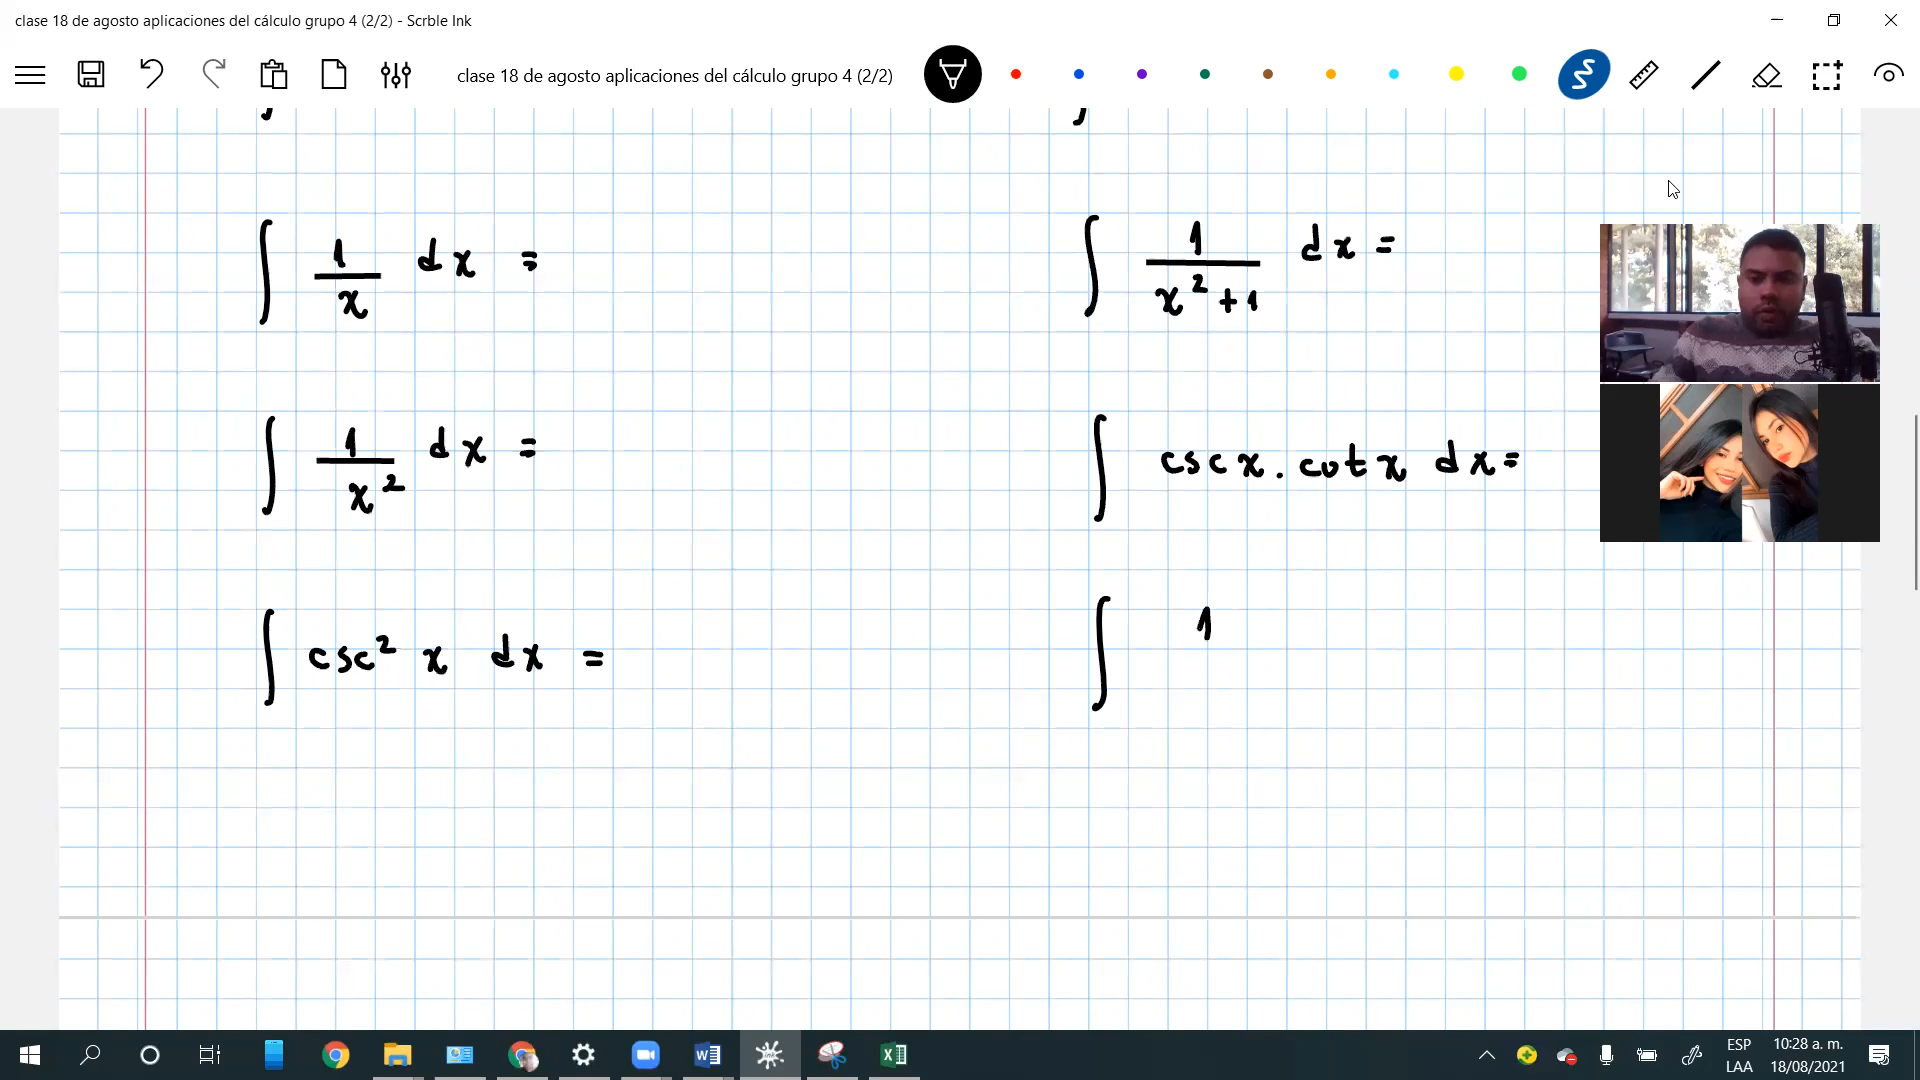 clase 18 de agosto aplicaciones del cálculo grupo 4 (2/2) - Scrble Ink
clase 18 de agosto aplicaciones del cálculo grupo 4 (2/2)
∫ 1/x dx =
∫ 1/(x² + 1) dx =
∫ 1/x² dx =
∫ csc x . cot x dx =
∫ csc² x dx =
∫ 1
ESP
LAA
10:28 a. m.
18/08/2021